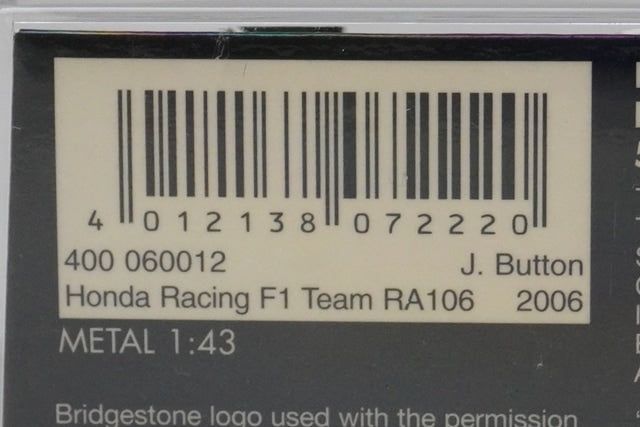 4 012138 072220
400 060012 J. Button
Honda Racing F1 Team RA106 2006
METAL 1:43
Bridgestone logo used with the permission